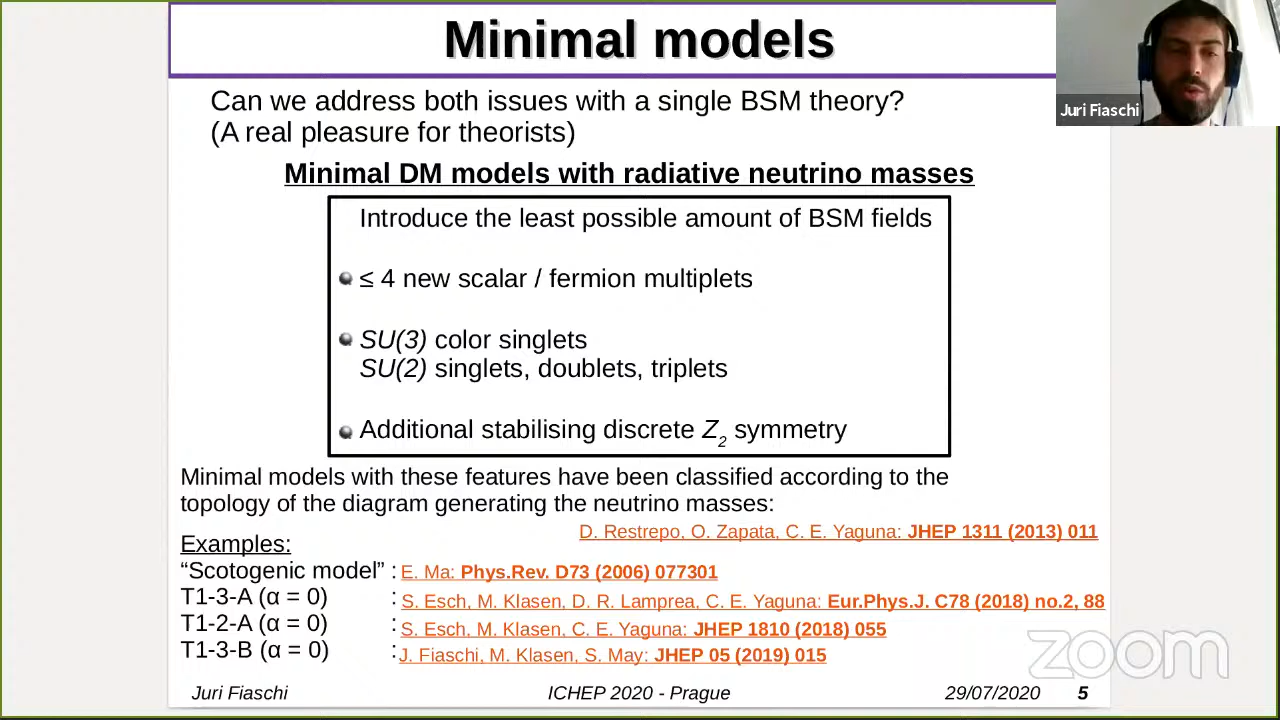 Minimal models
Juri Fiaschi
Can we address both issues with a single BSM theory?
(A real pleasure for theorists)
Minimal DM models with radiative neutrino masses
Introduce the least possible amount of BSM fields
≤ 4 new scalar / fermion multiplets
SU(3) color singlets
SU(2) singlets, doublets, triplets
Additional stabilising discrete Z2 symmetry
Minimal models with these features have been classified according to the
topology of the diagram generating the neutrino masses:
D. Restrepo, O. Zapata, C. E. Yaguna: JHEP 1311 (2013) 011
Examples:
“Scotogenic model” : E. Ma: Phys.Rev. D73 (2006) 077301
T1-3-A (α = 0) : S. Esch, M. Klasen, D. R. Lamprea, C. E. Yaguna: Eur.Phys.J. C78 (2018) no.2, 88
T1-2-A (α = 0) : S. Esch, M. Klasen, C. E. Yaguna: JHEP 1810 (2018) 055
T1-3-B (α = 0) : J. Fiaschi, M. Klasen, S. May: JHEP 05 (2019) 015
zoom
Juri Fiaschi ICHEP 2020 - Prague 29/07/2020 5